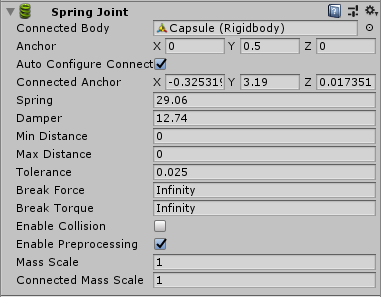 Spring Joint
Connected Body Capsule (Rigidbody)
Anchor X 0 Y 0.5 Z 0
Auto Configure Connect
Connected Anchor X -0.325319 Y 3.19 Z 0.017351
Spring 29.06
Damper 12.74
Min Distance 0
Max Distance 0
Tolerance 0.025
Break Force Infinity
Break Torque Infinity
Enable Collision
Enable Preprocessing
Mass Scale 1
Connected Mass Scale 1